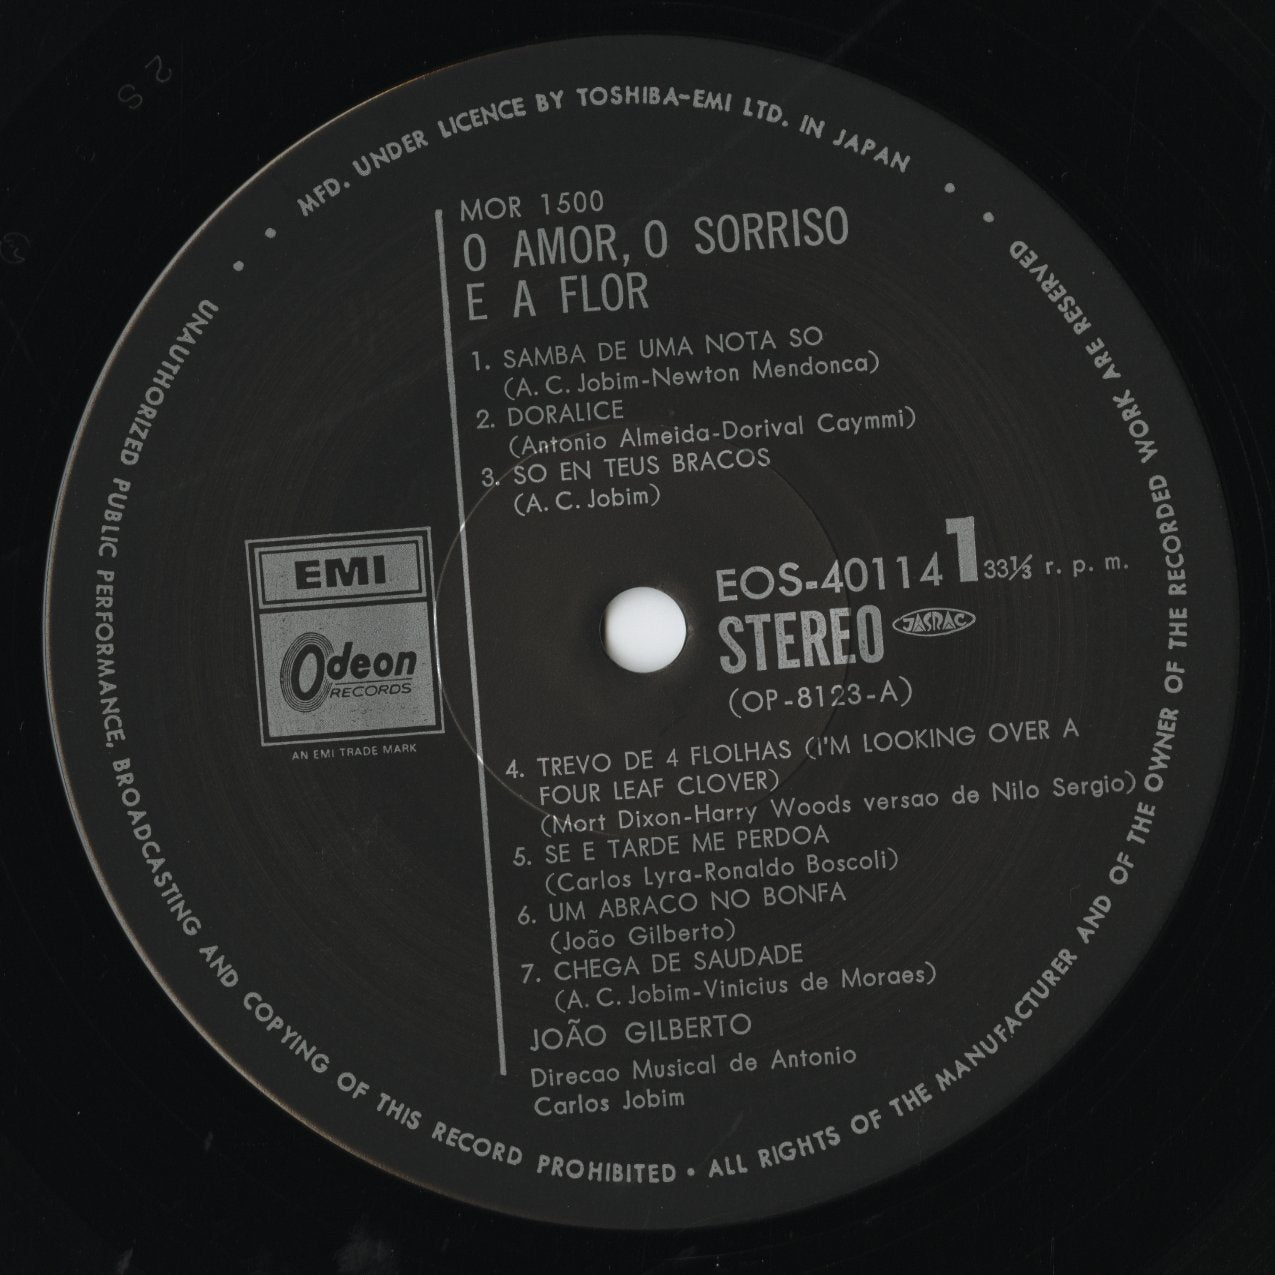 MFD. UNDER LICENCE BY TOSHIBA-EMI LTD. IN JAPAN
MOR 1500
O AMOR, O SORRISO
E A FLOR
1. SAMBA DE UMA NOTA SO
(A. C. Jobim-Newton Mendonca)
2. DORALICE
(Antonio Almeida-Dorival Caymmi)
3. SO EN TEUS BRACOS
(A. C. Jobim)
EMI
Odeon
RECORDS
AN EMI TRADE MARK
EOS-40114 1 33⅓ r. p. m.
STEREO JASRAC
(OP-8123-A)
4. TREVO DE 4 FLOLHAS (I'M LOOKING OVER A
FOUR LEAF CLOVER)
(Mort Dixon-Harry Woods versao de Nilo Sergio)
5. SE E TARDE ME PERDOA
(Carlos Lyra-Ronaldo Boscoli)
6. UM ABRACO NO BONFA
(João Gilberto)
7. CHEGA DE SAUDADE
(A. C. Jobim-Vinicius de Moraes)
JOÃO GILBERTO
Direcao Musical de Antonio
Carlos Jobim
UNAUTHORIZED PUBLIC PERFORMANCE, BROADCASTING AND COPYING OF THIS RECORD PROHIBITED • ALL RIGHTS OF THE MANUFACTURER AND OF THE OWNER OF THE RECORDED WORK ARE RESERVED
2 S